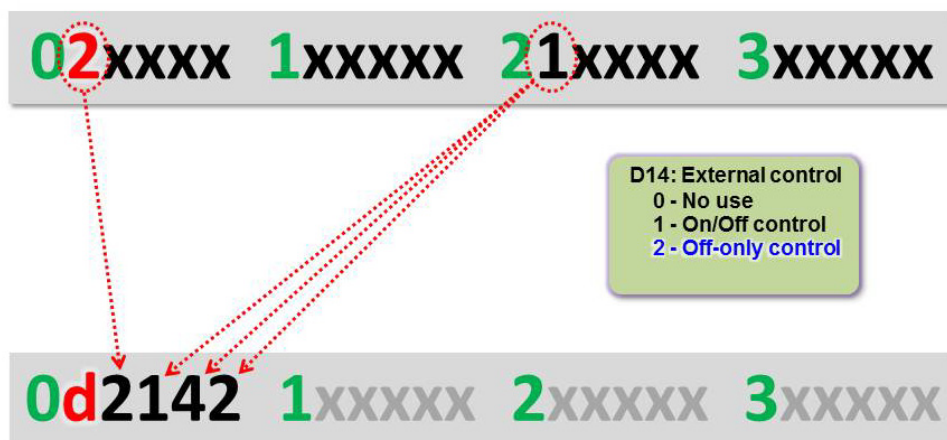 02xxxx 1xxxxx 21xxxx 3xxxxx
D14: External control
0 - No use
1 - On/Off control
2 - Off-only control
0d2142 1xxxxx 2xxxxx 3xxxxx